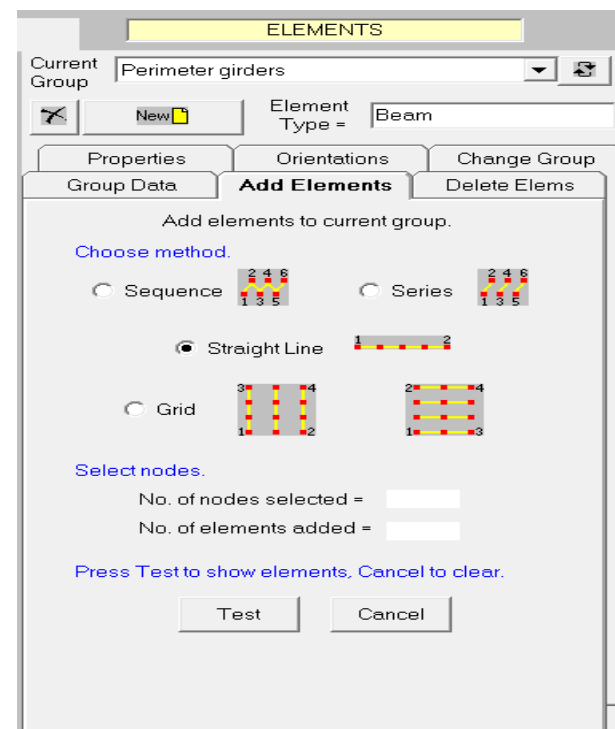 ELEMENTS
Current Group
Perimeter girders
New
Element Type =
Beam
Properties
Orientations
Change Group
Group Data
Add Elements
Delete Elems
Add elements to current group.
Choose method.
Sequence
2 4 6
1 3 5
Series
2 4 6
1 3 5
Straight Line
1 2
Grid
3 4
1 2
2 4
1 3
Select nodes.
No. of nodes selected =
No. of elements added =
Press Test to show elements, Cancel to clear.
Test
Cancel